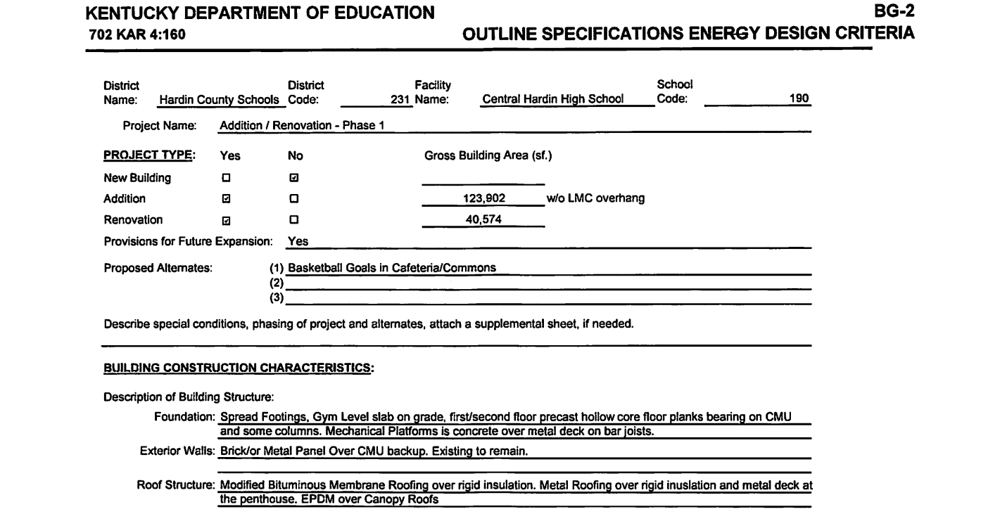 KENTUCKY DEPARTMENT OF EDUCATION BG-2
702 KAR 4:160 OUTLINE SPECIFICATIONS ENERGY DESIGN CRITERIA
District Name: Hardin County Schools District Code: 231 Facility Name: Central Hardin High School School Code: 190
Project Name: Addition / Renovation - Phase 1
PROJECT TYPE: Yes No Gross Building Area (sf.)
New Building ☐ ☑
Addition ☑ ☐ 123,902 w/o LMC overhang
Renovation ☑ ☐ 40,574
Provisions for Future Expansion: Yes
Proposed Alternates: (1) Basketball Goals in Cafeteria/Commons
(2)
(3)
Describe special conditions, phasing of project and alternates, attach a supplemental sheet, if needed.
BUILDING CONSTRUCTION CHARACTERISTICS:
Description of Building Structure:
Foundation: Spread Footings, Gym Level slab on grade, first/second floor precast hollow core floor planks bearing on CMU
and some columns. Mechanical Platforms is concrete over metal deck on bar joists.
Exterior Walls: Brick/or Metal Panel Over CMU backup. Existing to remain.
Roof Structure: Modified Bituminous Membrane Roofing over rigid insulation. Metal Roofing over rigid inuslation and metal deck at
the penthouse. EPDM over Canopy Roofs